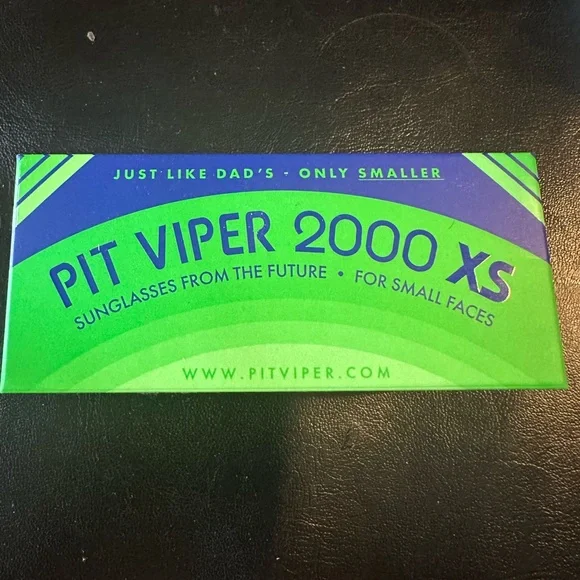 JUST LIKE DAD'S - ONLY SMALLER
PIT VIPER 2000 XS
SUNGLASSES FROM THE FUTURE • FOR SMALL FACES
WWW.PITVIPER.COM